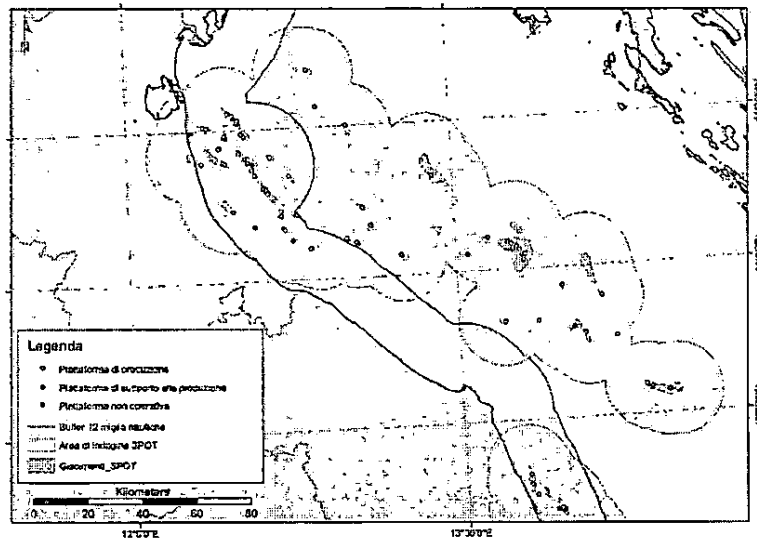 Legenda
Piattaforma di produzione
Piattaforma di supporto alla produzione
Piattaforma non operativa
Buffer 12 miglia nautiche
Area di indagine SPOT
Giacimenti_SPOT
Kilometers
0 20 40 60 80
12°0'0"E
13°30'0"E